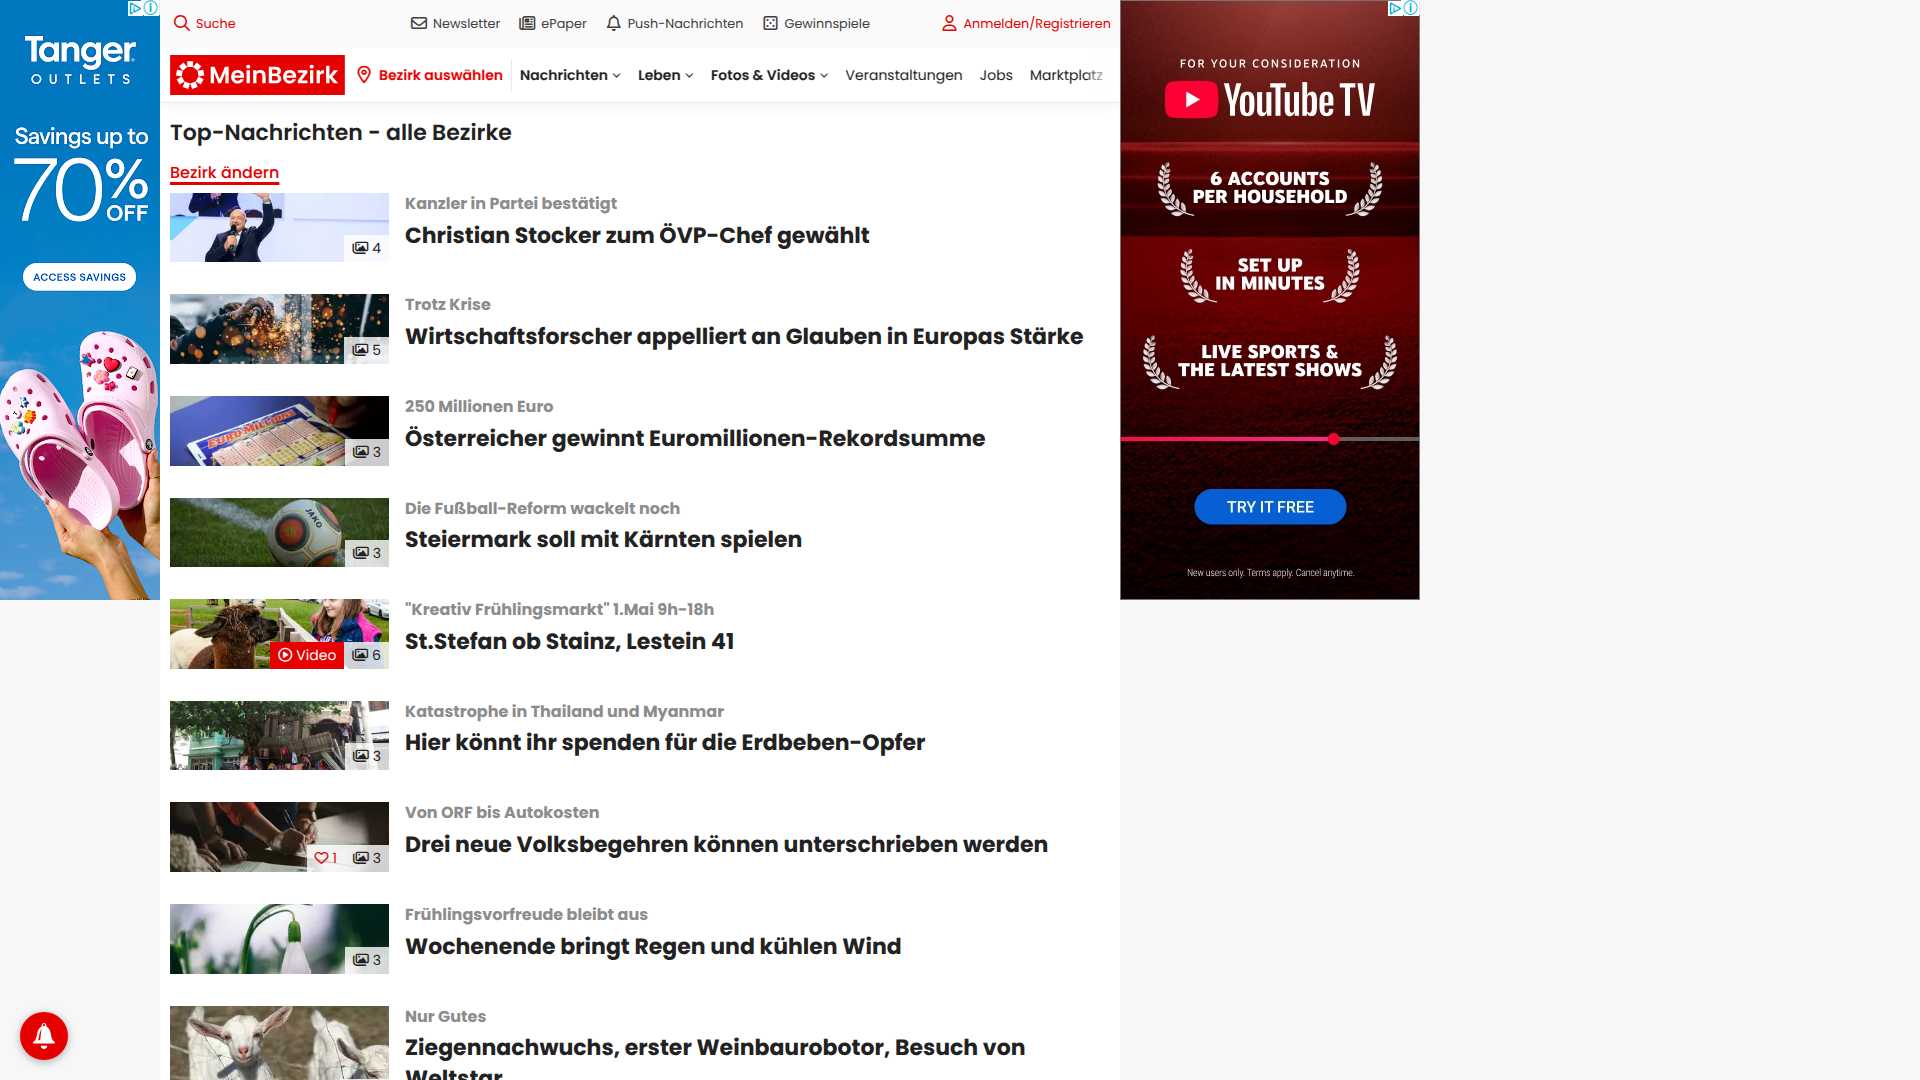 Suche
Newsletter
ePaper
Push-Nachrichten
Gewinnspiele
Anmelden/Registrieren
MeinBezirk
Bezirk auswählen
Nachrichten
Leben
Fotos & Videos
Veranstaltungen
Jobs
Marktplatz
Tanger
OUTLETS
Savings up to
70%
OFF
ACCESS SAVINGS
Top-Nachrichten - alle Bezirke
Bezirk ändern
4
Kanzler in Partei bestätigt
Christian Stocker zum ÖVP-Chef gewählt
5
Trotz Krise
Wirtschaftsforscher appelliert an Glauben in Europas Stärke
EURO MILLIONEN
3
250 Millionen Euro
Österreicher gewinnt Euromillionen-Rekordsumme
JAKO
3
Die Fußball-Reform wackelt noch
Steiermark soll mit Kärnten spielen
Video
6
"Kreativ Frühlingsmarkt" 1.Mai 9h-18h
St.Stefan ob Stainz, Lestein 41
3
Katastrophe in Thailand und Myanmar
Hier könnt ihr spenden für die Erdbeben-Opfer
1
3
Von ORF bis Autokosten
Drei neue Volksbegehren können unterschrieben werden
3
Frühlingsvorfreude bleibt aus
Wochenende bringt Regen und kühlen Wind
Nur Gutes
Ziegennachwuchs, erster Weinbaurobotor, Besuch von
Weltstar
FOR YOUR CONSIDERATION
YouTube TV
6 ACCOUNTS
PER HOUSEHOLD
SET UP
IN MINUTES
LIVE SPORTS &
THE LATEST SHOWS
TRY IT FREE
New users only. Terms apply. Cancel anytime.